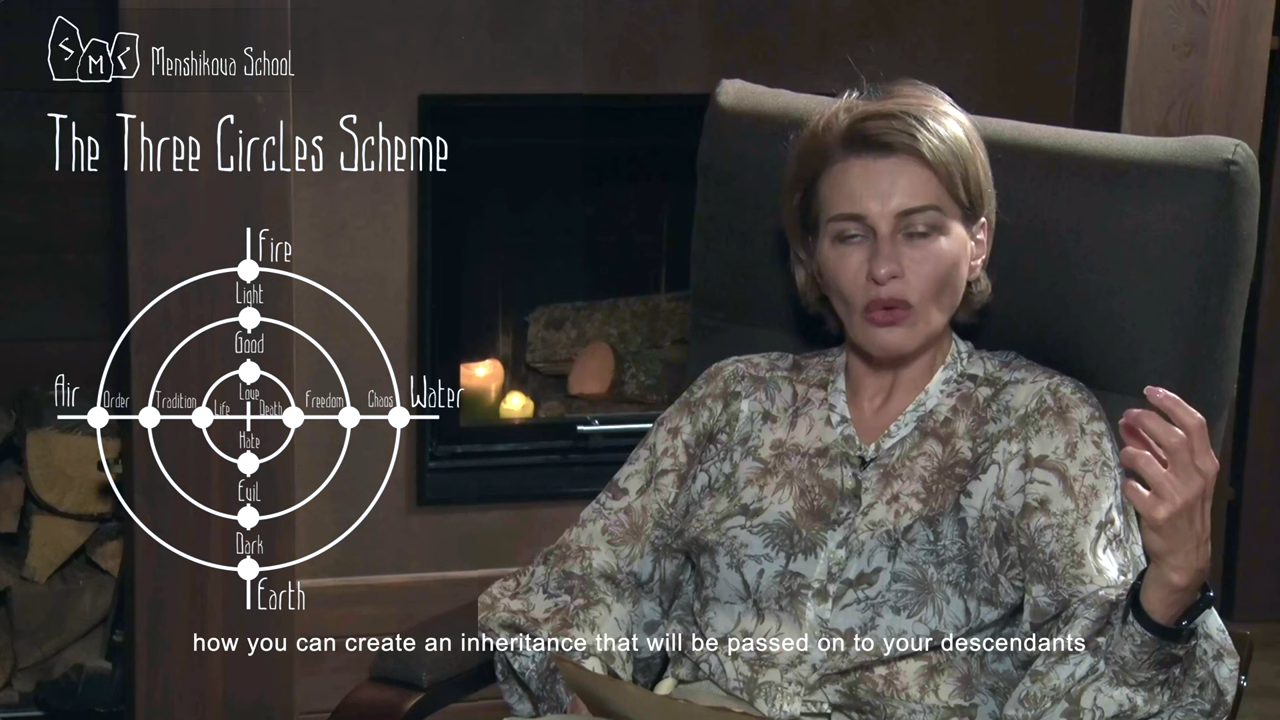 SMS
Menshikova School
The Three Circles Scheme
Fire
Light
Good
Air
Order
Tradition
Life
Love
Death
Freedom
Chaos
Water
Hate
Evil
Dark
Earth
how you can create an inheritance that will be passed on to your descendants